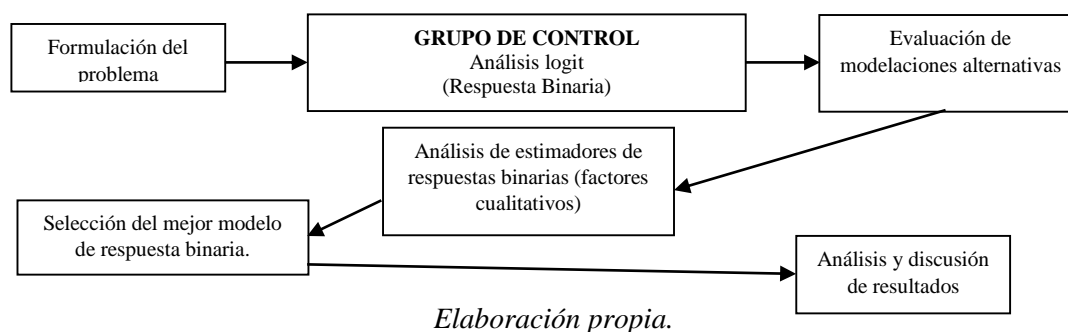 Formulación del
problema
GRUPO DE CONTROL
Análisis logit
(Respuesta Binaria)
Evaluación de
modelaciones alternativas
Análisis de estimadores de
respuestas binarias (factores
cualitativos)
Selección del mejor modelo
de respuesta binaria.
Análisis y discusión
de resultados
Elaboración propia.